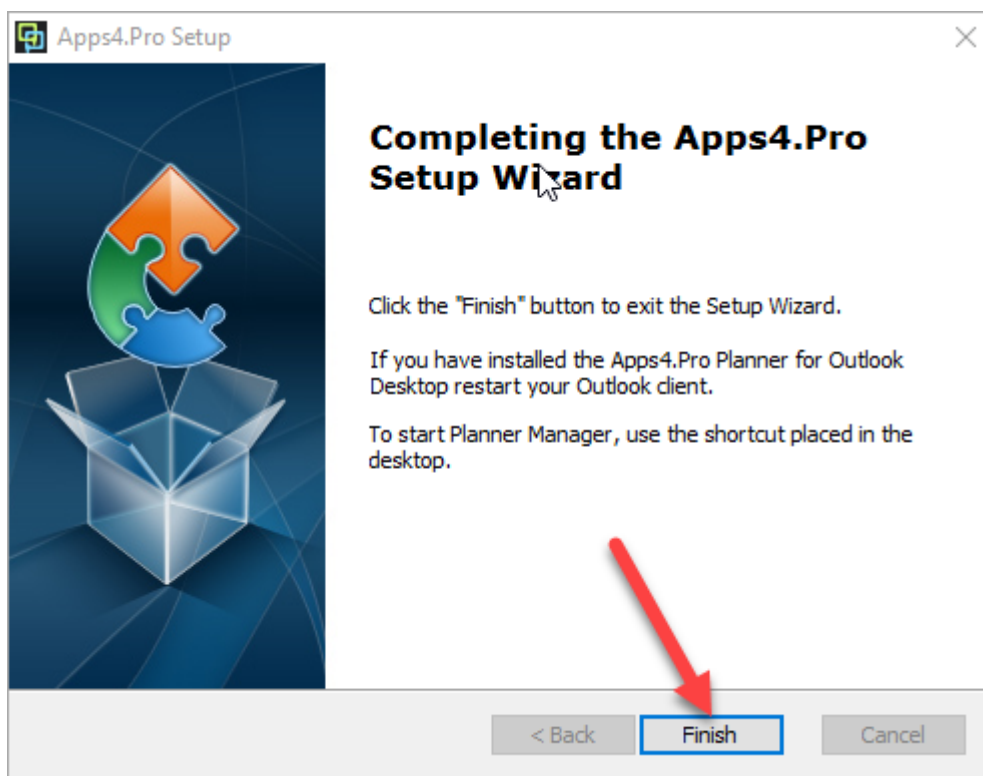 Apps4.Pro Setup
Completing the Apps4.Pro
Setup Wizard
Click the "Finish" button to exit the Setup Wizard.
If you have installed the Apps4.Pro Planner for Outlook
Desktop restart your Outlook client.
To start Planner Manager, use the shortcut placed in the
desktop.
< Back Finish Cancel